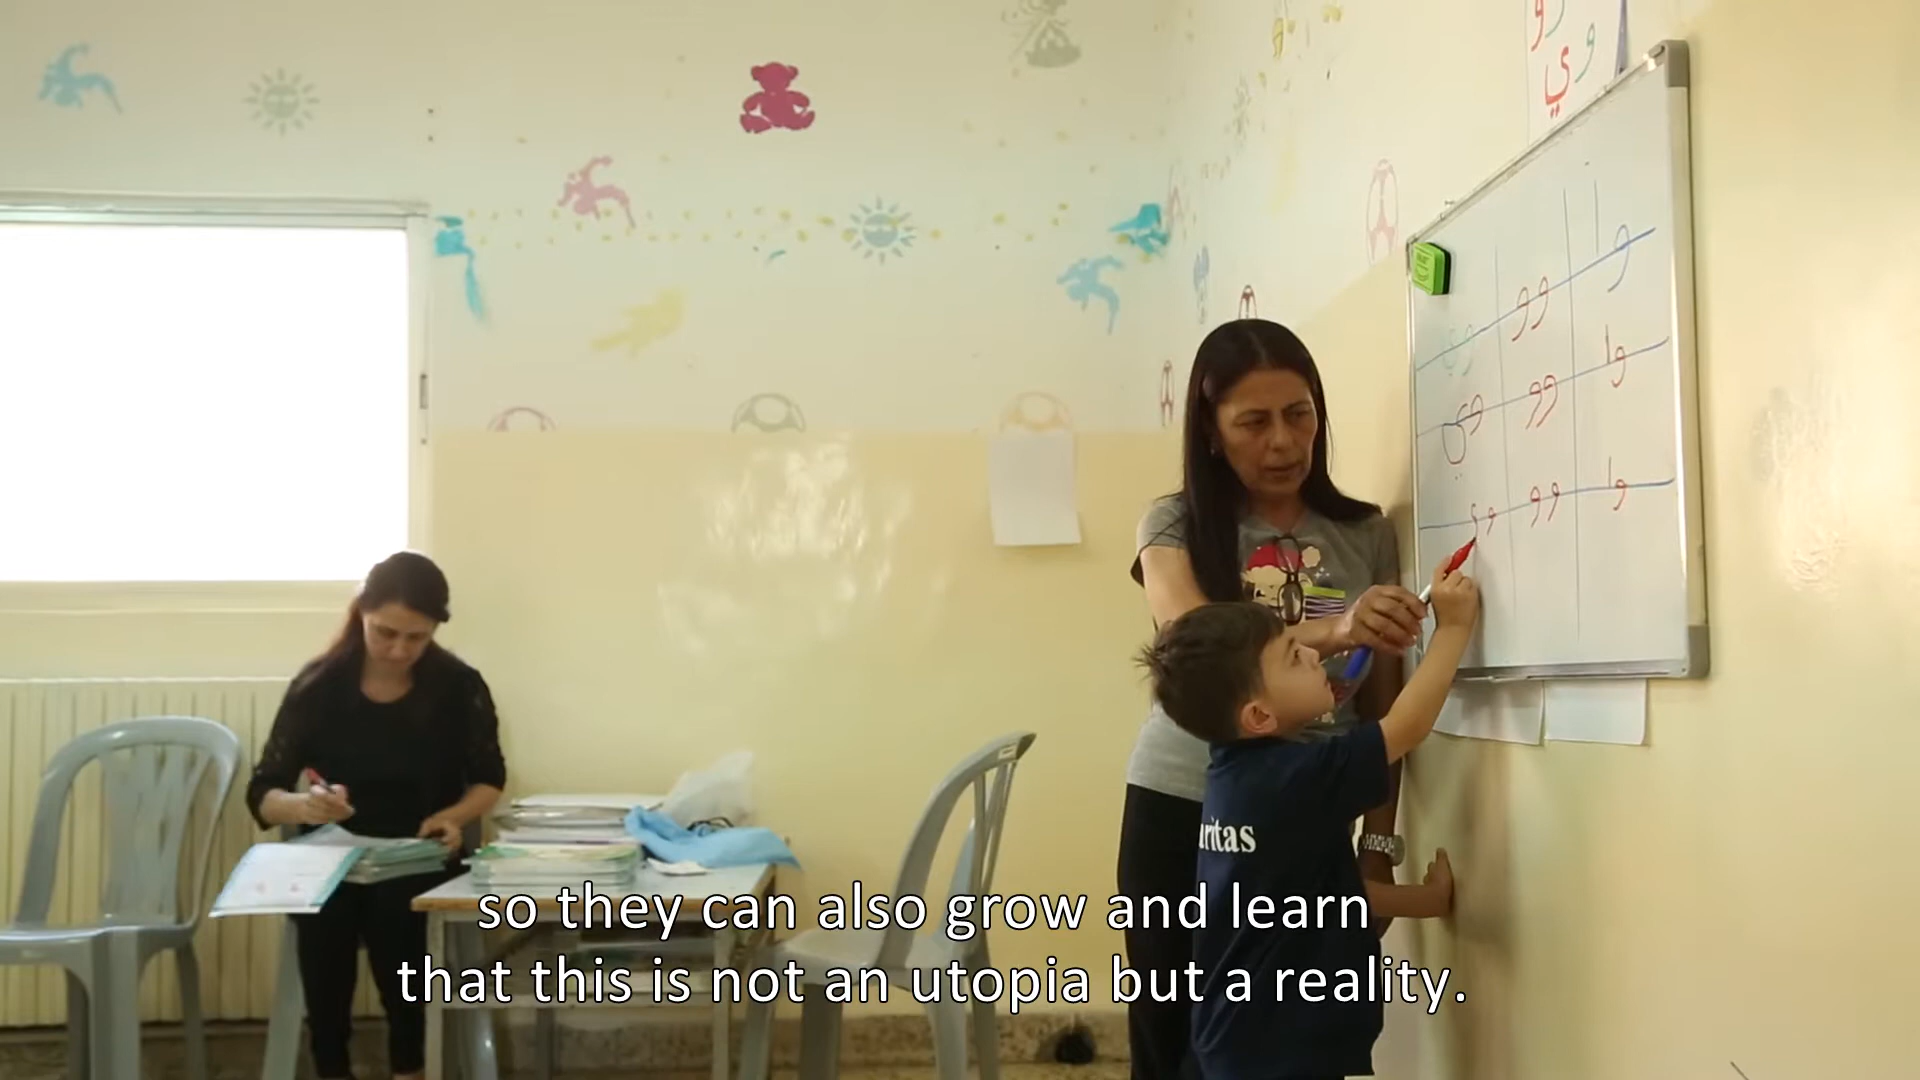 و ي
وا وو وي
وا وو وي
وا وو
aritas
so they can also grow and learn
that this is not an utopia but a reality.